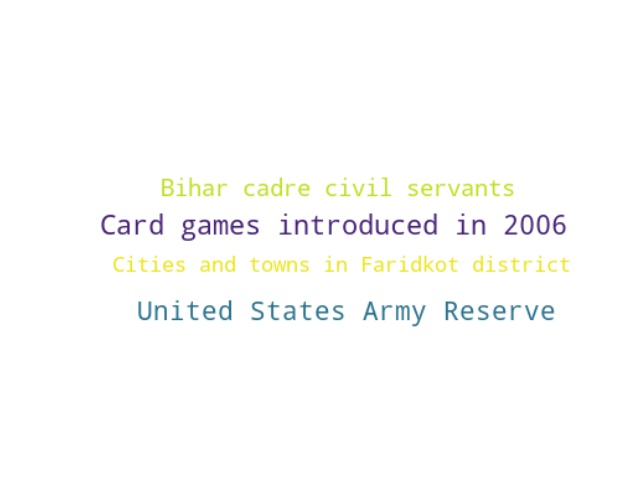 Bihar cadre civil servants
Card games introduced in 2006
Cities and towns in Faridkot district
United States Army Reserve